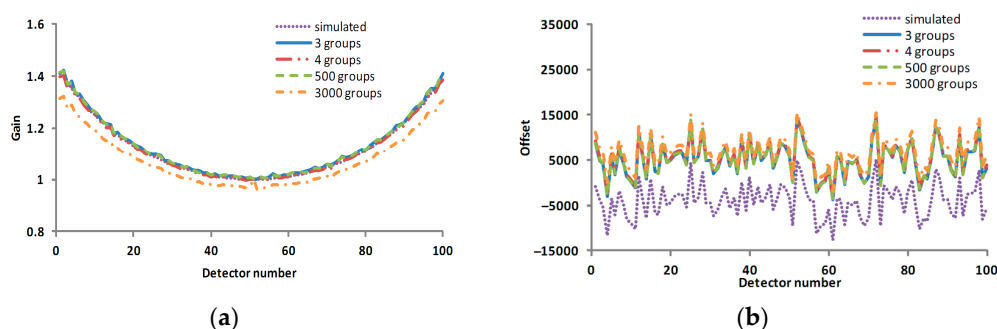 1.6
1.4
1.2
1
0.8
Gain
0
20
40
60
80
100
Detector number
simulated
3 groups
4 groups
500 groups
3000 groups
(a)
35000
25000
15000
5000
−5000
−15000
Offset
0
20
40
60
80
100
Detector number
simulated
3 groups
4 groups
500 groups
3000 groups
(b)